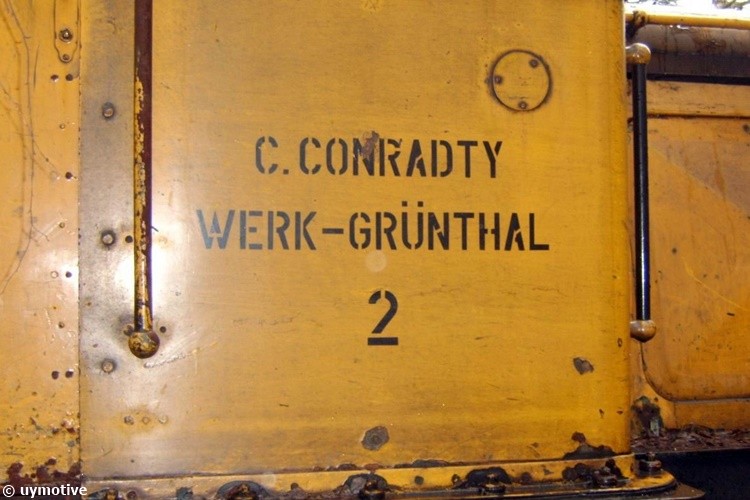 C. CONRADTY
WERK-GRÜNTHAL
2
© uymotive